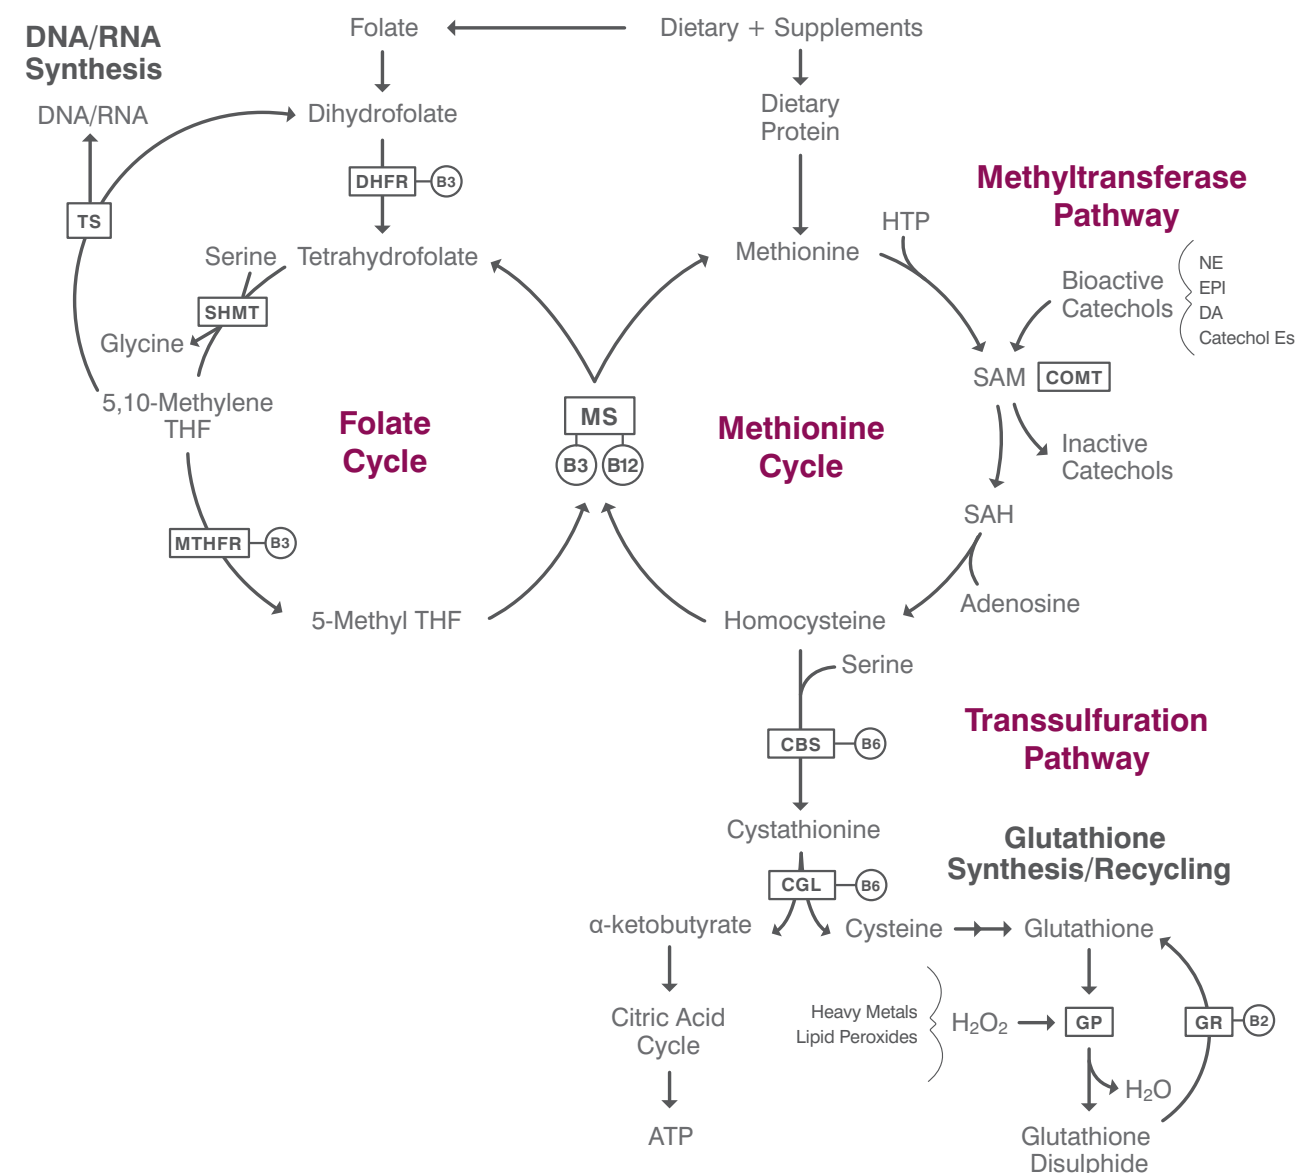 DNA/RNA
Synthesis
Folate
Dietary + Supplements
DNA/RNA
Dihydrofolate
Dietary
Protein
DHFR
B3
TS
Methyltransferase
Pathway
HTP
Serine
Tetrahydrofolate
Methionine
Bioactive
Catechols
NE
EPI
DA
Catechol Es
SHMT
Glycine
SAM
COMT
5,10-Methylene
THF
Folate
Cycle
MS
B3
B12
Methionine
Cycle
Inactive
Catechols
SAH
MTHFR
B3
5-Methyl THF
Homocysteine
Adenosine
Serine
Transsulfuration
Pathway
CBS
B6
Cystathionine
Glutathione
Synthesis/Recycling
CGL
B6
α-ketobutyrate
Cysteine
Glutathione
Citric Acid
Cycle
Heavy Metals
Lipid Peroxides
H₂O₂
GP
GR
B2
H₂O
ATP
Glutathione
Disulphide